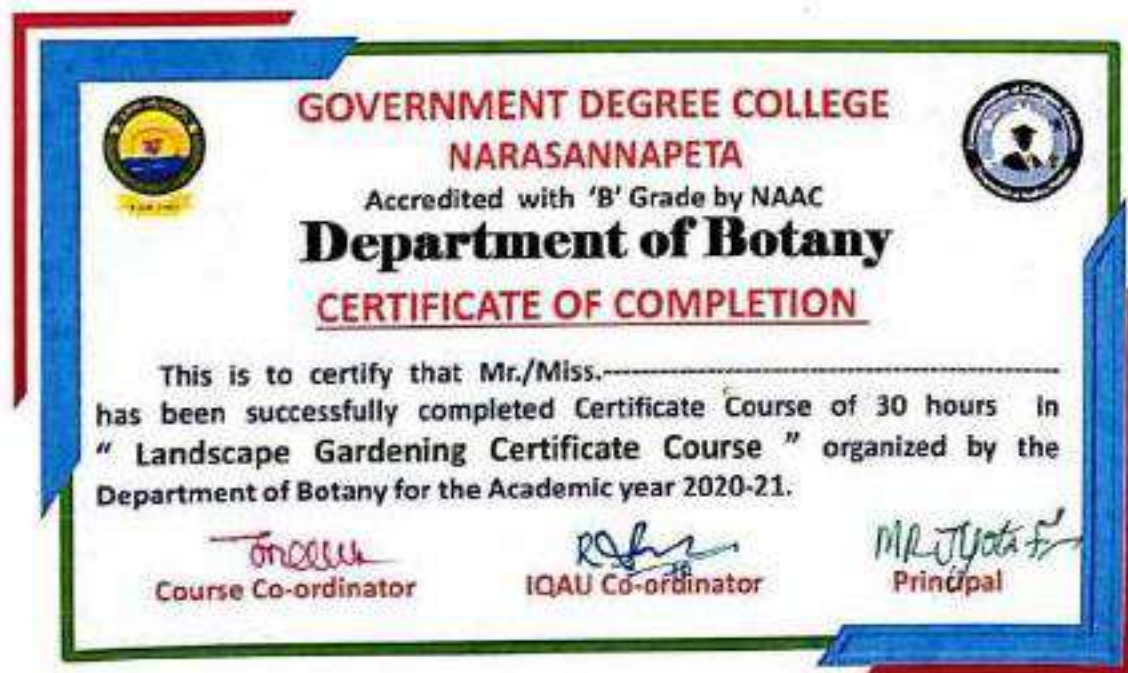 GOVERNMENT DEGREE COLLEGE
NARASANNAPETA
Accredited with 'B' Grade by NAAC
Department of Botany
CERTIFICATE OF COMPLETION
This is to certify that Mr./Miss.------------------------------------------------
has been successfully completed Certificate Course of 30 hours in
" Landscape Gardening Certificate Course " organized by the
Department of Botany for the Academic year 2020-21.
Course Co-ordinator
IQAU Co-ordinator
Principal